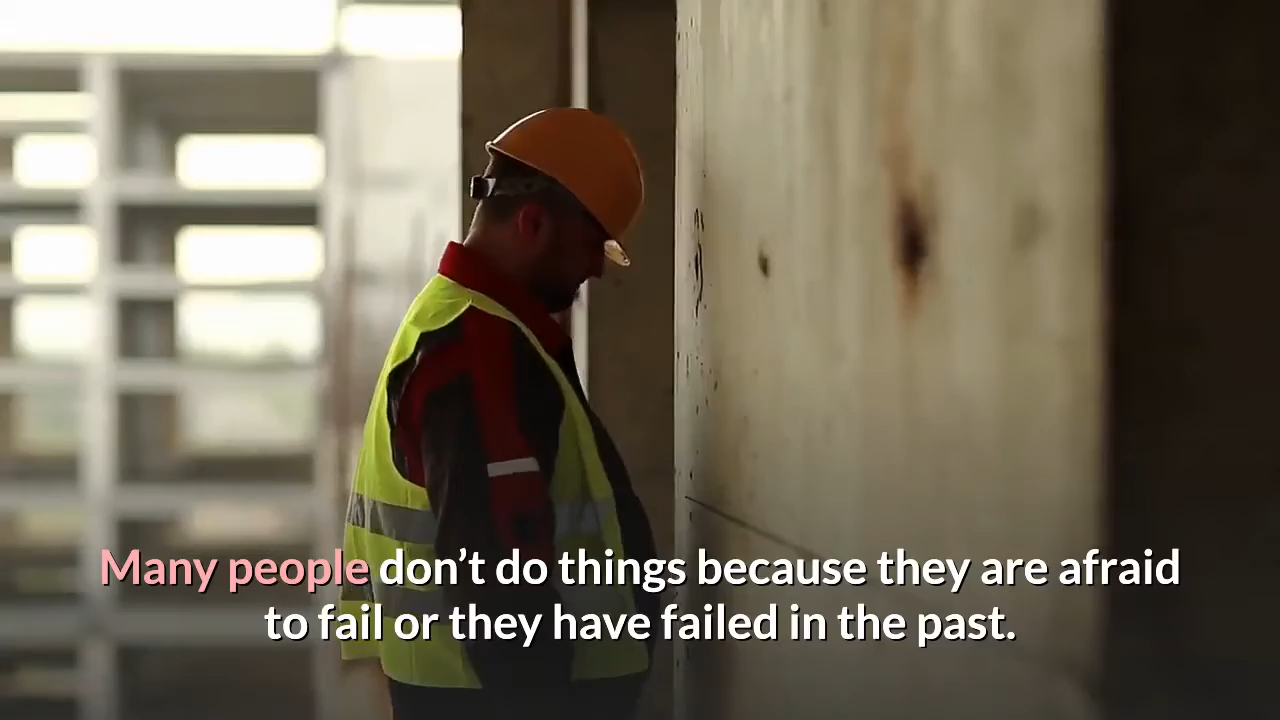 Many people don’t do things because they are afraid
to fail or they have failed in the past.